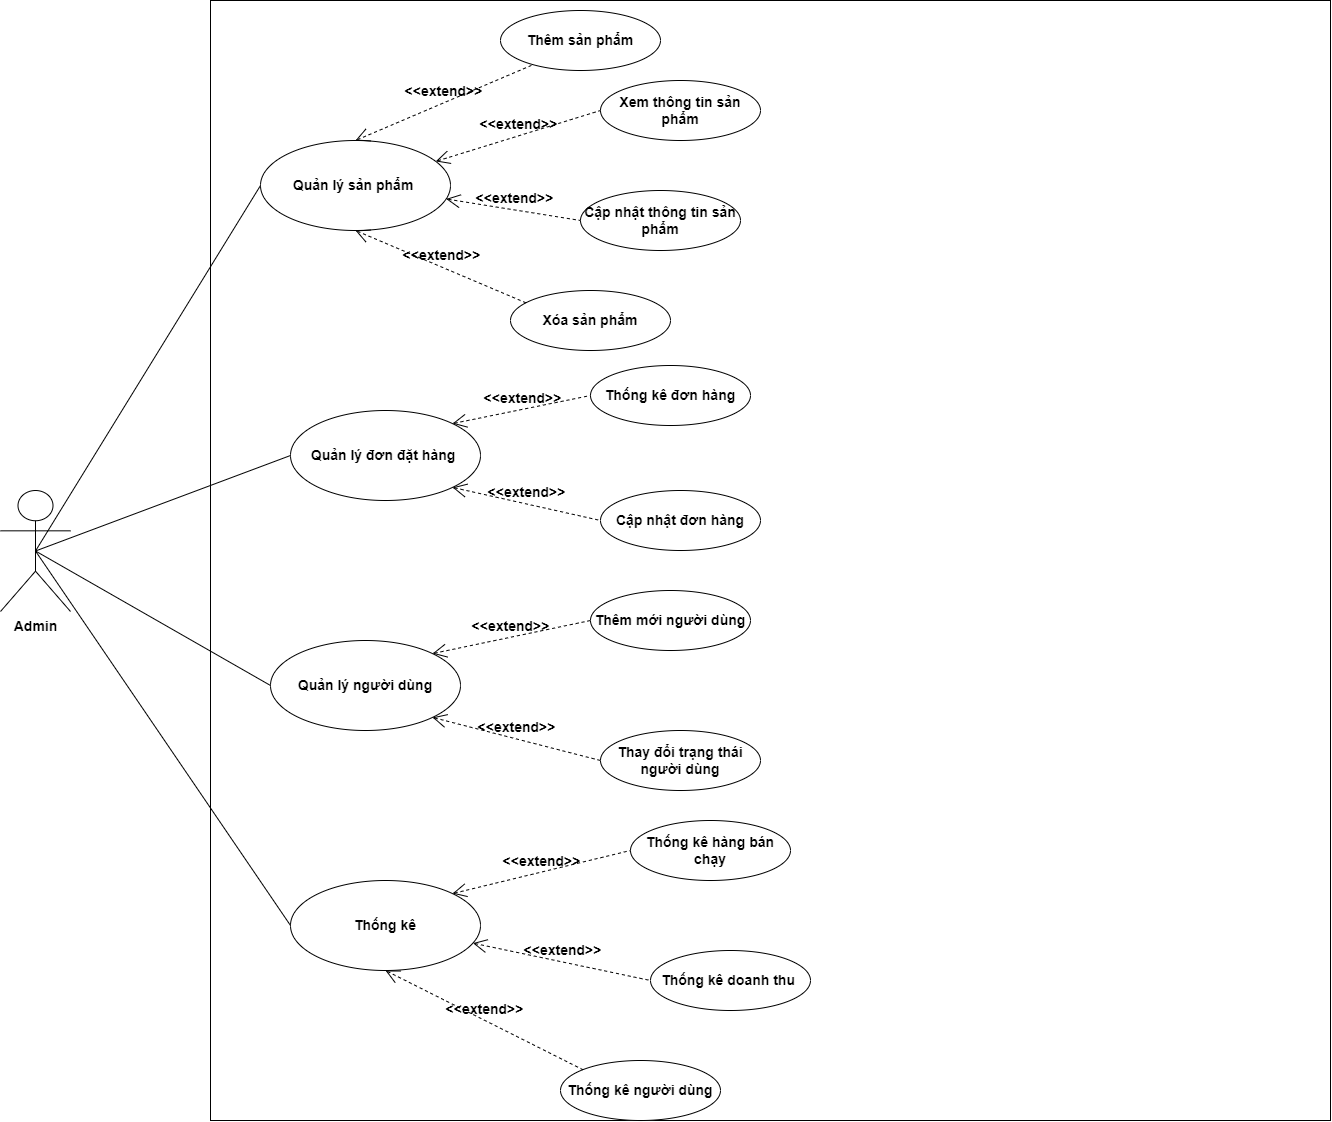 Thêm sản phẩm
<<extend>>
Xem thông tin sản
phẩm
<<extend>>
Quản lý sản phẩm
<<extend>>
Cập nhật thông tin sản
phẩm
<<extend>>
Xóa sản phẩm
Thống kê đơn hàng
<<extend>>
Quản lý đơn đặt hàng
<<extend>>
Cập nhật đơn hàng
Admin
Thêm mới người dùng
<<extend>>
Quản lý người dùng
<<extend>>
Thay đổi trạng thái
người dùng
Thống kê hàng bán
chạy
<<extend>>
Thống kê
<<extend>>
Thống kê doanh thu
<<extend>>
Thống kê người dùng